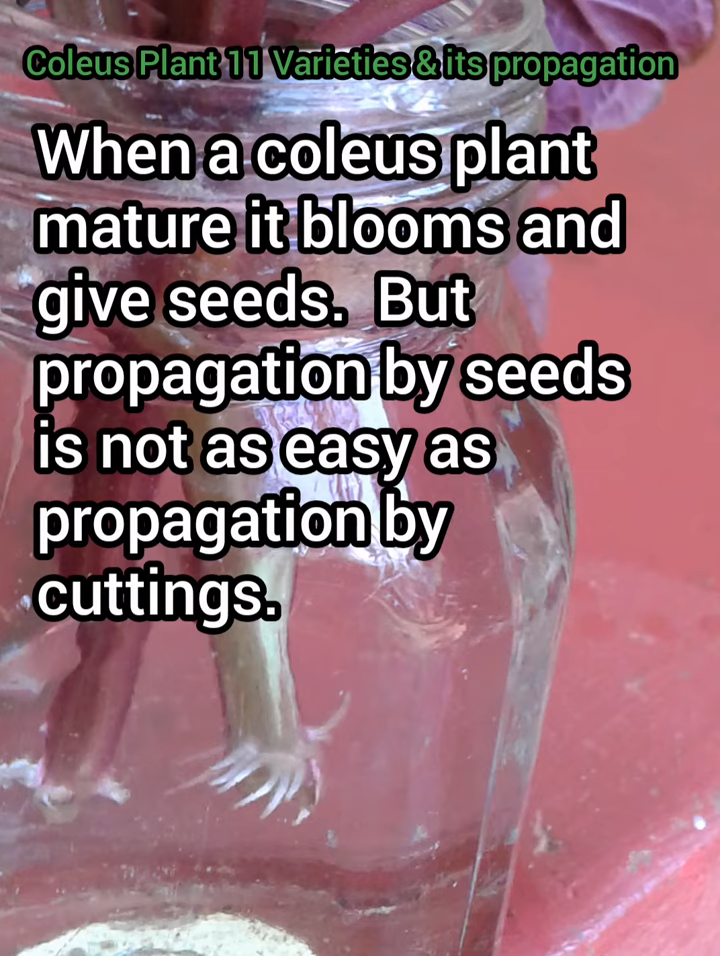 Coleus Plant 11 Varieties & its propagation
When a coleus plant
mature it blooms and
give seeds. But
propagation by seeds
is not as easy as
propagation by
cuttings.